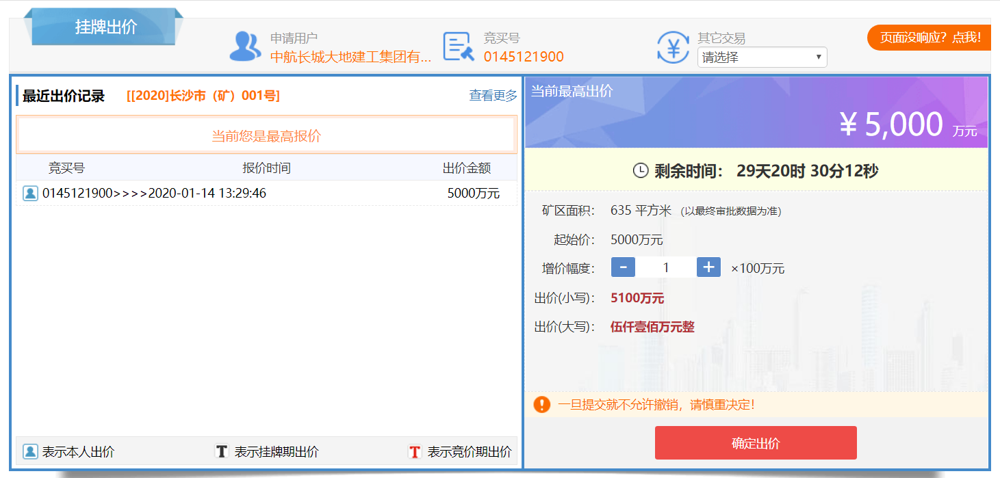 挂牌出价
申请用户
中航长城大地建工集团有...
竞买号
0145121900
其它交易
请选择
页面没响应？点我！
最近出价记录 [[2020]长沙市（矿）001号] 查看更多
当前您是最高报价
竞买号 报价时间 出价金额
0145121900>>>>2020-01-14 13:29:46 5000万元
表示本人出价 T 表示挂牌期出价 T 表示竞价期出价
当前最高出价
¥ 5,000 万元
剩余时间： 29天20时 30分12秒
矿区面积： 635 平方米 (以最终审批数据为准)
起始价： 5000万元
增价幅度： - 1 + ×100万元
出价(小写)： 5100万元
出价(大写)： 伍仟壹佰万元整
一旦提交就不允许撤销，请慎重决定！
确定出价